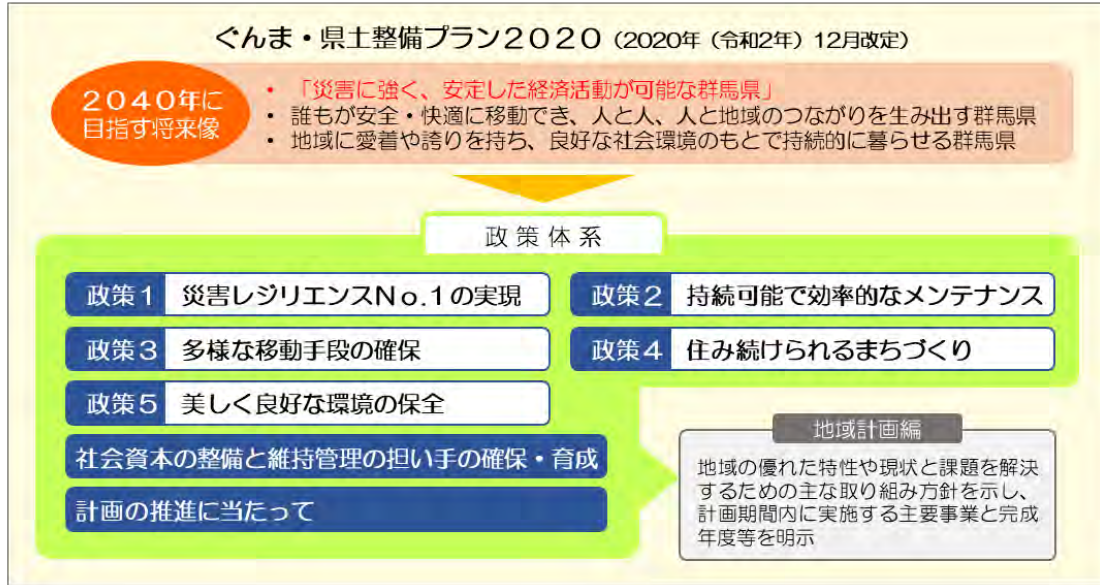 ぐんま・県土整備プラン2020（2020年（令和2年）12月改定）
2040年に
目指す将来像
• 「災害に強く、安定した経済活動が可能な群馬県」
• 誰もが安全・快適に移動でき、人と人、人と地域のつながりを生み出す群馬県
• 地域に愛着や誇りを持ち、良好な社会環境のもとで持続的に暮らせる群馬県
政策体系
政策1 災害レジリエンスNo.1の実現
政策2 持続可能で効率的なメンテナンス
政策3 多様な移動手段の確保
政策4 住み続けられるまちづくり
政策5 美しく良好な環境の保全
社会資本の整備と維持管理の担い手の確保・育成
計画の推進に当たって
地域計画編
地域の優れた特性や現状と課題を解決
するための主な取り組み方針を示し、
計画期間内に実施する主要事業と完成
年度等を明示